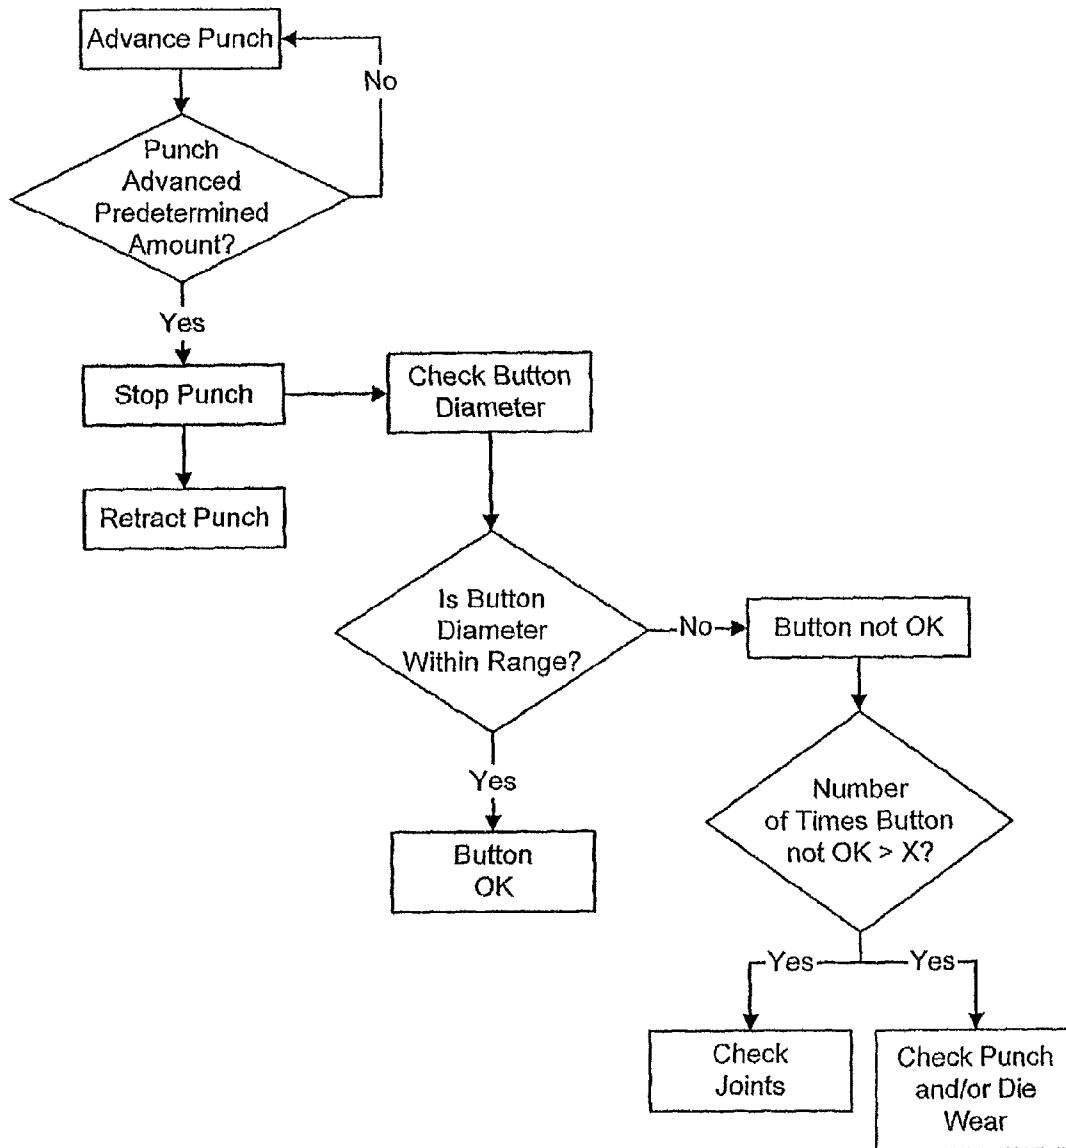 Advance Punch
No
Punch
Advanced
Predetermined
Amount?
Yes
Stop Punch
Check Button
Diameter
Retract Punch
Is Button
Diameter
Within Range?
No
Button not OK
Yes
Button
OK
Number
of Times Button
not OK > X?
Yes
Yes
Check
Joints
Check Punch
and/or Die
Wear